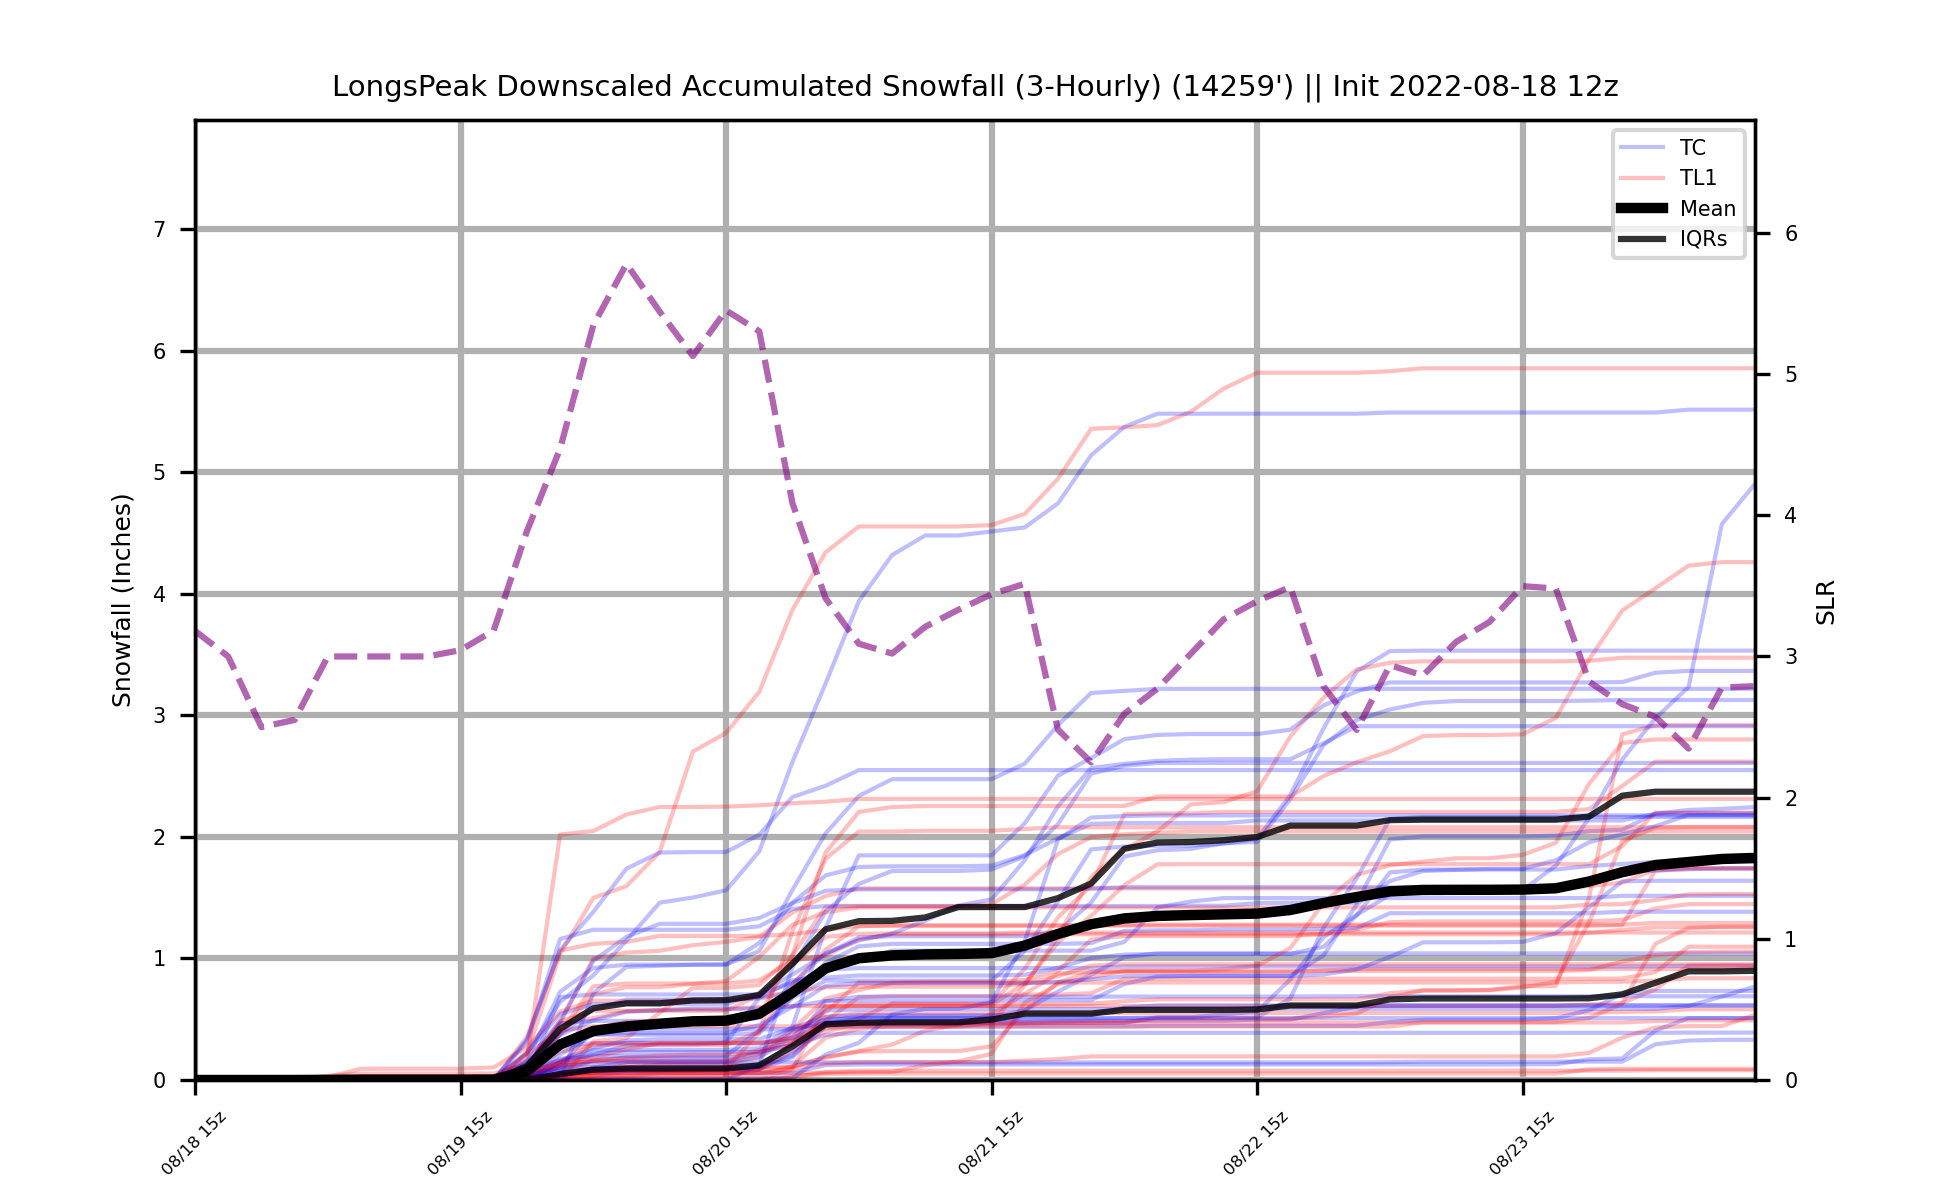 LongsPeak Downscaled Accumulated Snowfall (3-Hourly) (14259') || Init 2022-08-18 12z
TC
TL1
Mean
IQRs
Snowfall (Inches)
7
6
5
4
3
2
1
0
SLR
6
5
4
3
2
1
0
08/18 15z
08/19 15z
08/20 15z
08/21 15z
08/22 15z
08/23 15z